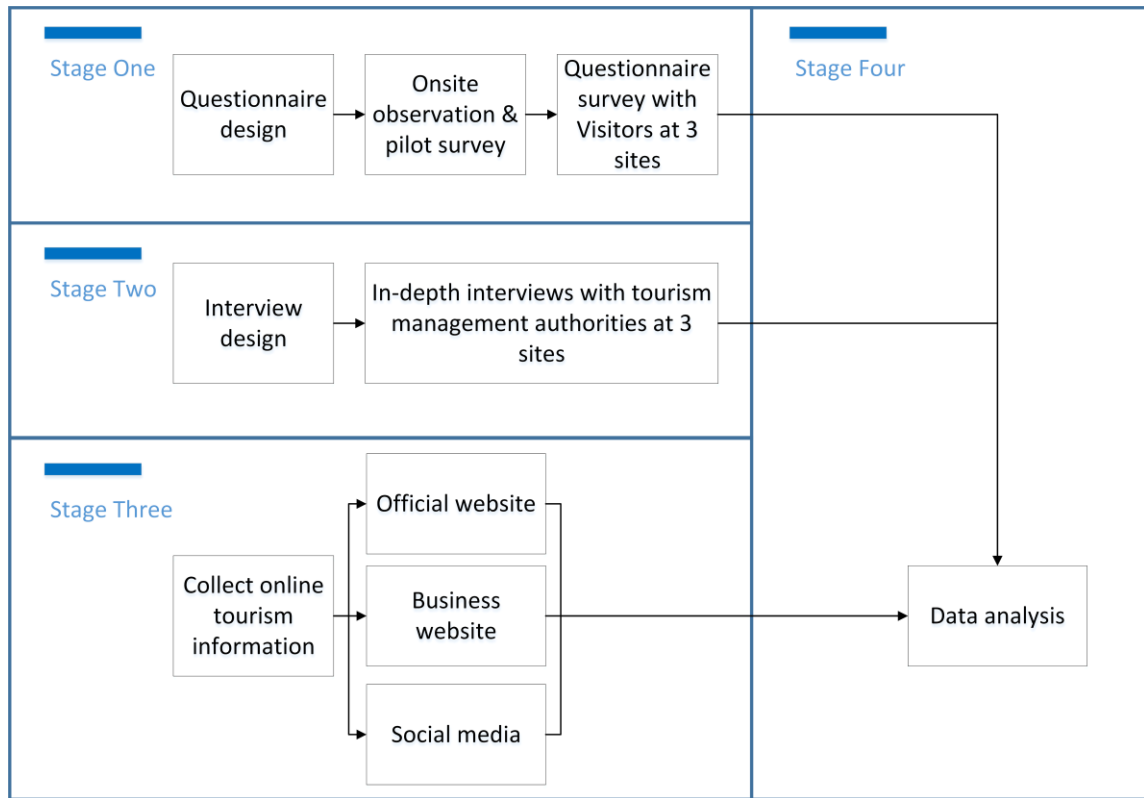 Stage One
Questionnaire
design
Onsite
observation &
pilot survey
Questionnaire
survey with
Visitors at 3
sites
Stage Two
Interview
design
In-depth interviews with tourism
management authorities at 3
sites
Stage Three
Collect online
tourism
information
Official website
Business
website
Social media
Stage Four
Data analysis